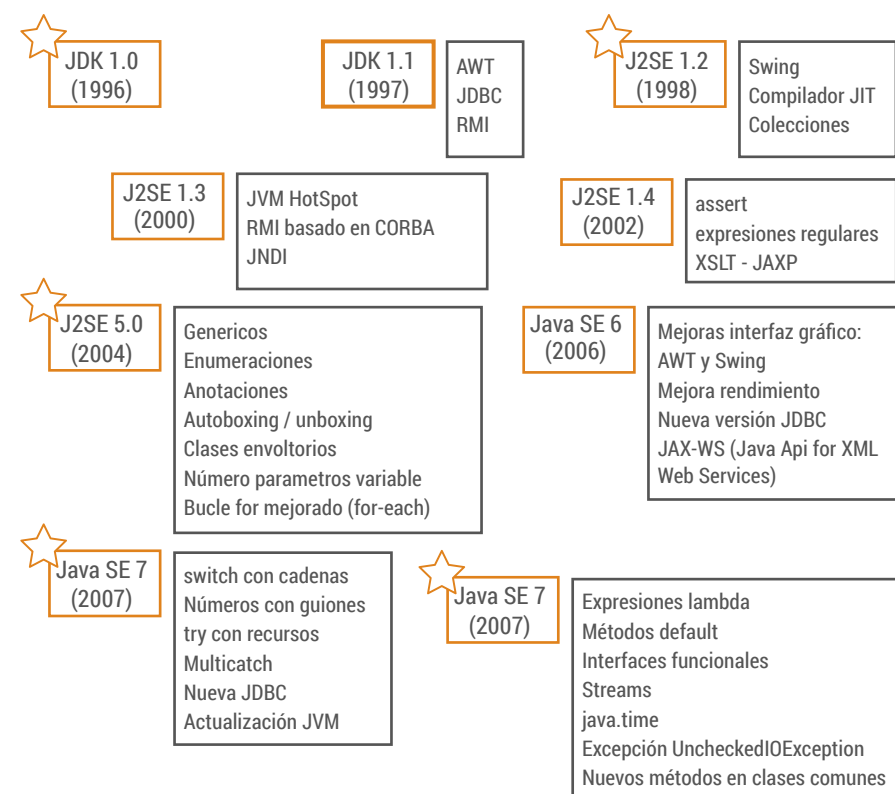 JDK 1.0
(1996)
JDK 1.1
(1997)
AWT
JDBC
RMI
J2SE 1.2
(1998)
Swing
Compilador JIT
Colecciones
J2SE 1.3
(2000)
JVM HotSpot
RMI basado en CORBA
JNDI
J2SE 1.4
(2002)
assert
expresiones regulares
XSLT - JAXP
J2SE 5.0
(2004)
Genericos
Enumeraciones
Anotaciones
Autoboxing / unboxing
Clases envoltorios
Número parametros variable
Bucle for mejorado (for-each)
Java SE 6
(2006)
Mejoras interfaz gráfico:
AWT y Swing
Mejora rendimiento
Nueva versión JDBC
JAX-WS (Java Api for XML
Web Services)
Java SE 7
(2007)
switch con cadenas
Números con guiones
try con recursos
Multicatch
Nueva JDBC
Actualización JVM
Java SE 7
(2007)
Expresiones lambda
Métodos default
Interfaces funcionales
Streams
java.time
Excepción UncheckedIOException
Nuevos métodos en clases comunes